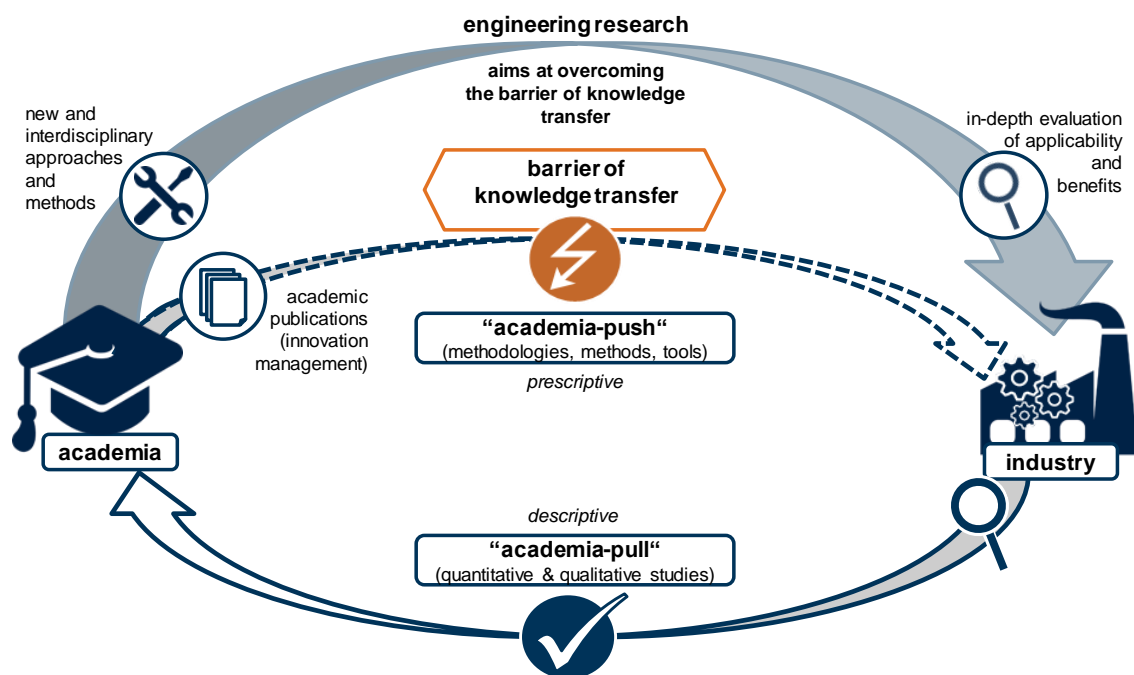 engineering research
aims at overcoming
the barrier of knowledge
transfer
new and
interdisciplinary
approaches
and
methods
in-depth evaluation
of applicability
and
benefits
barrier of
knowledge transfer
academic
publications
(innovation
management)
“academia-push“
(methodologies, methods, tools)
prescriptive
academia
industry
descriptive
“academia-pull“
(quantitative & qualitative studies)